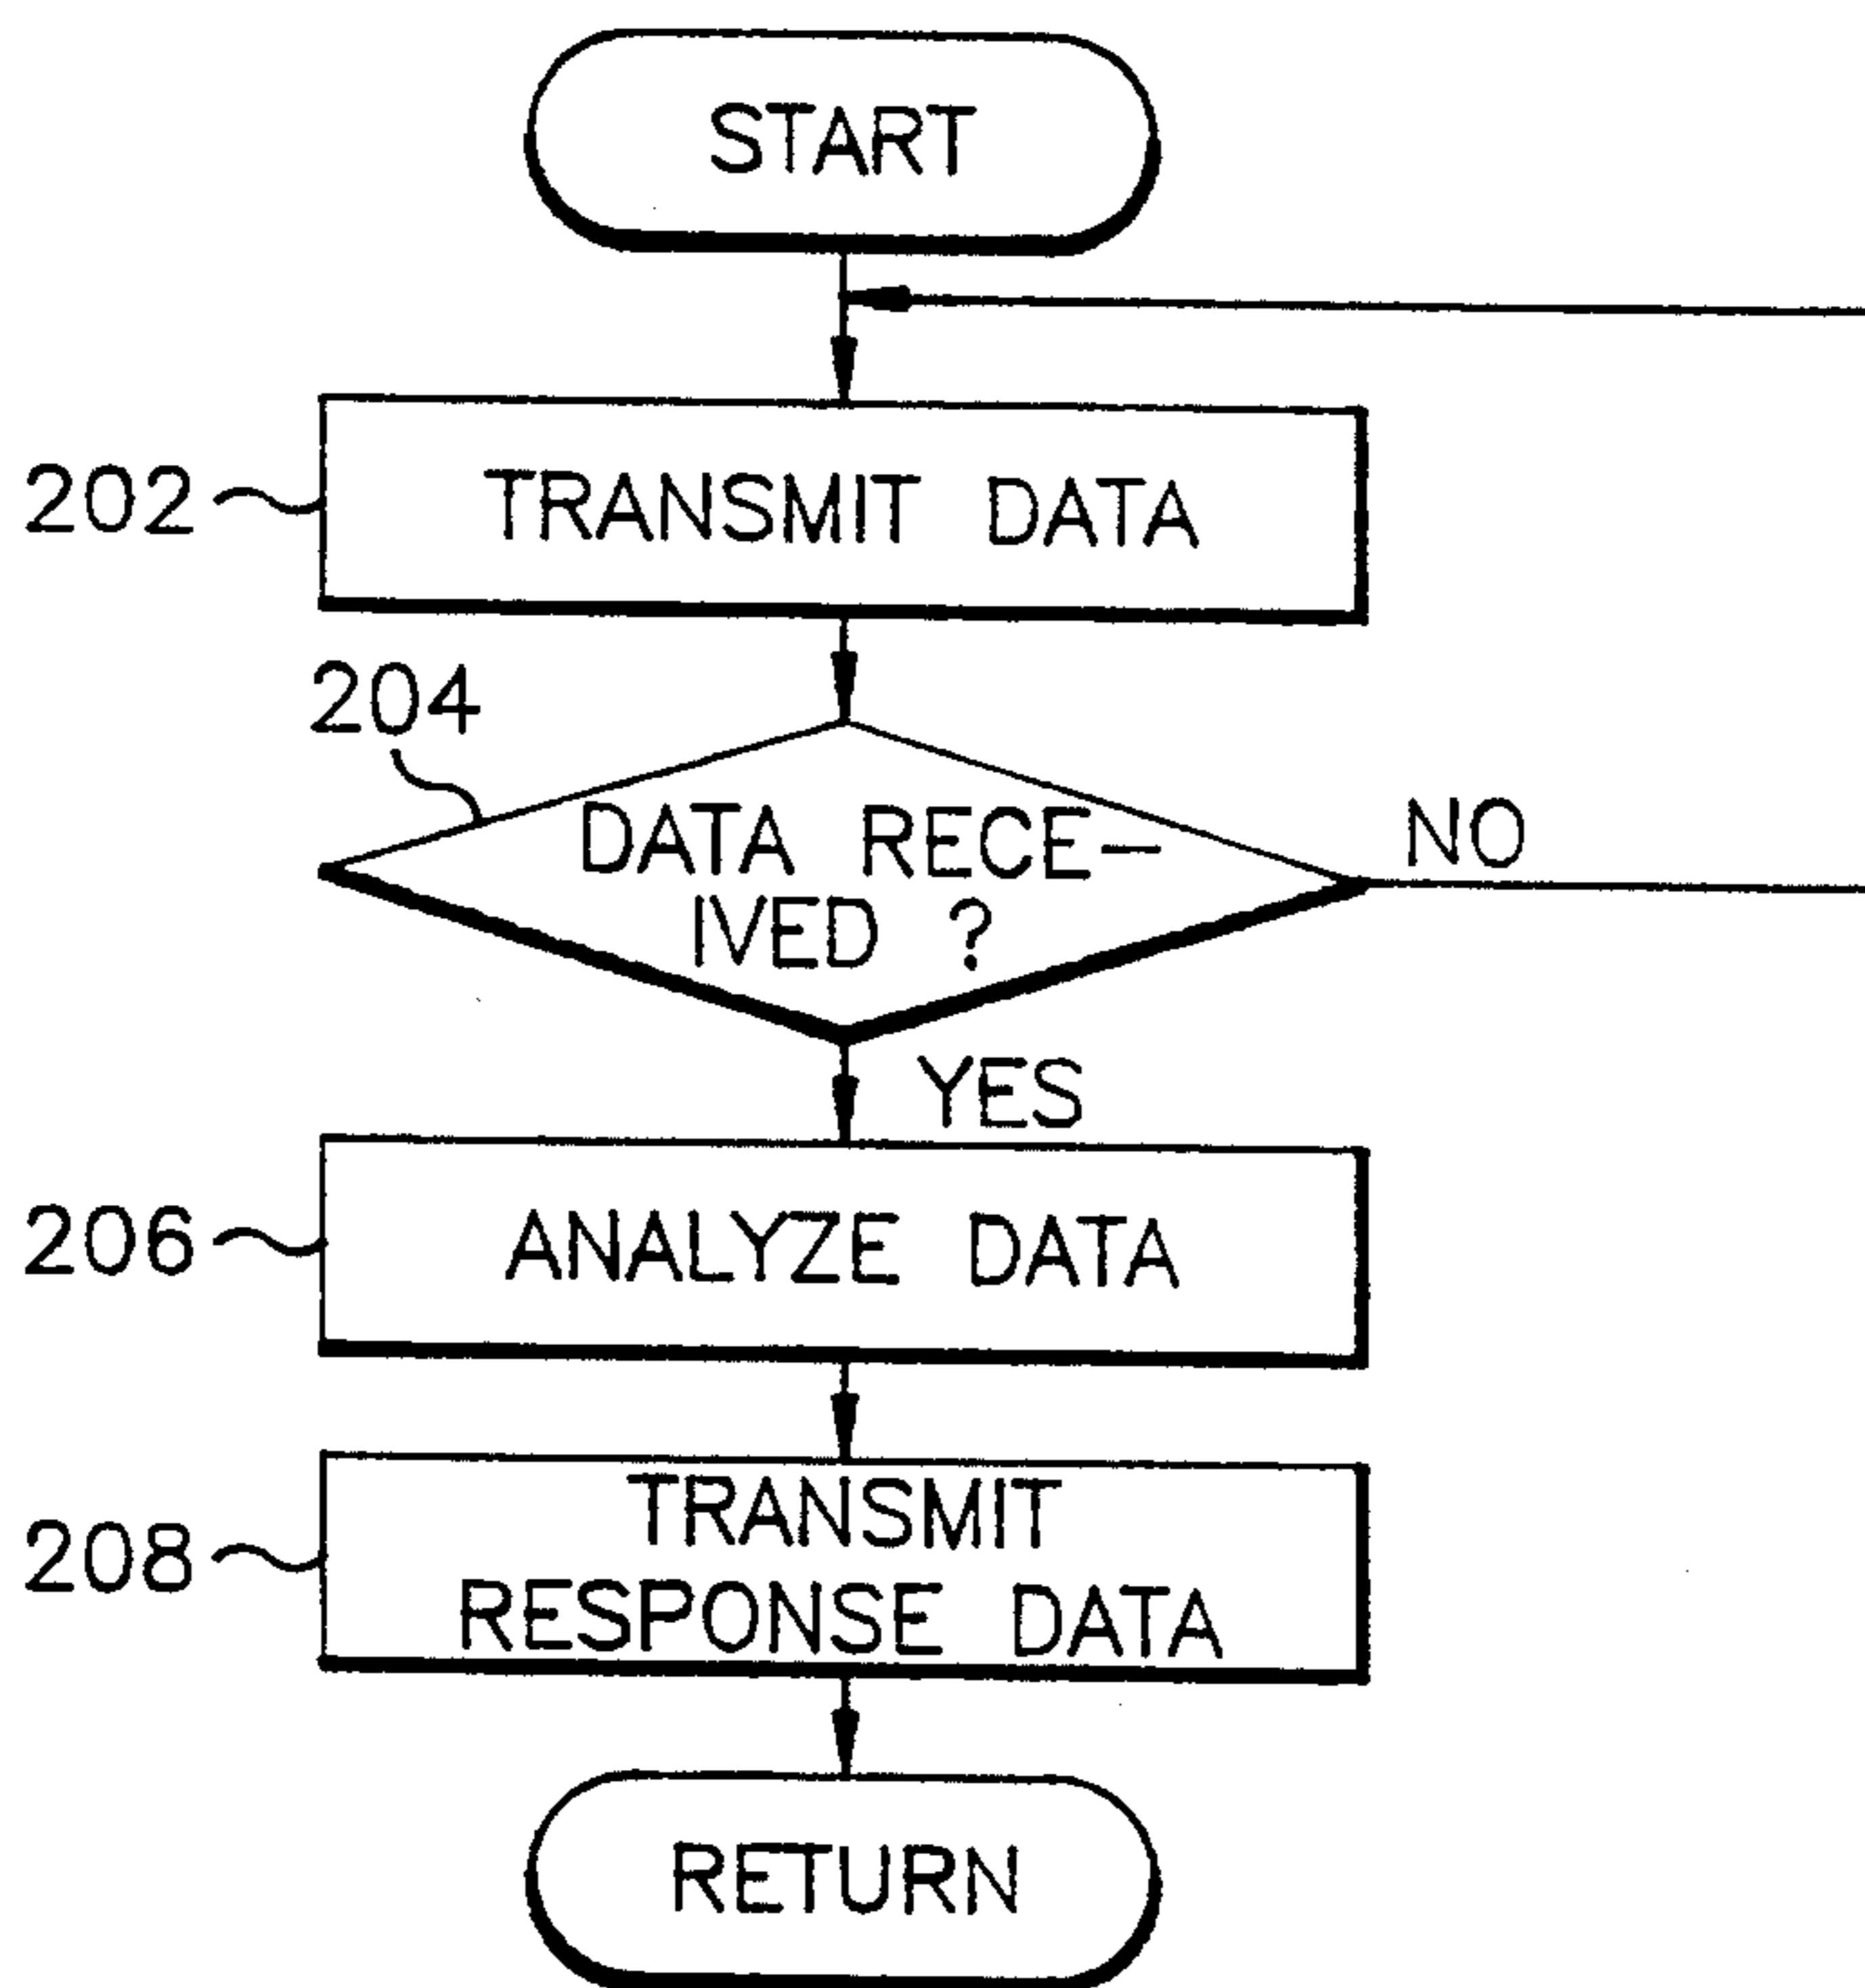 START
202
TRANSMIT DATA
204
DATA RECE-
IVED ?
NO
YES
206
ANALYZE DATA
208
TRANSMIT
RESPONSE DATA
RETURN